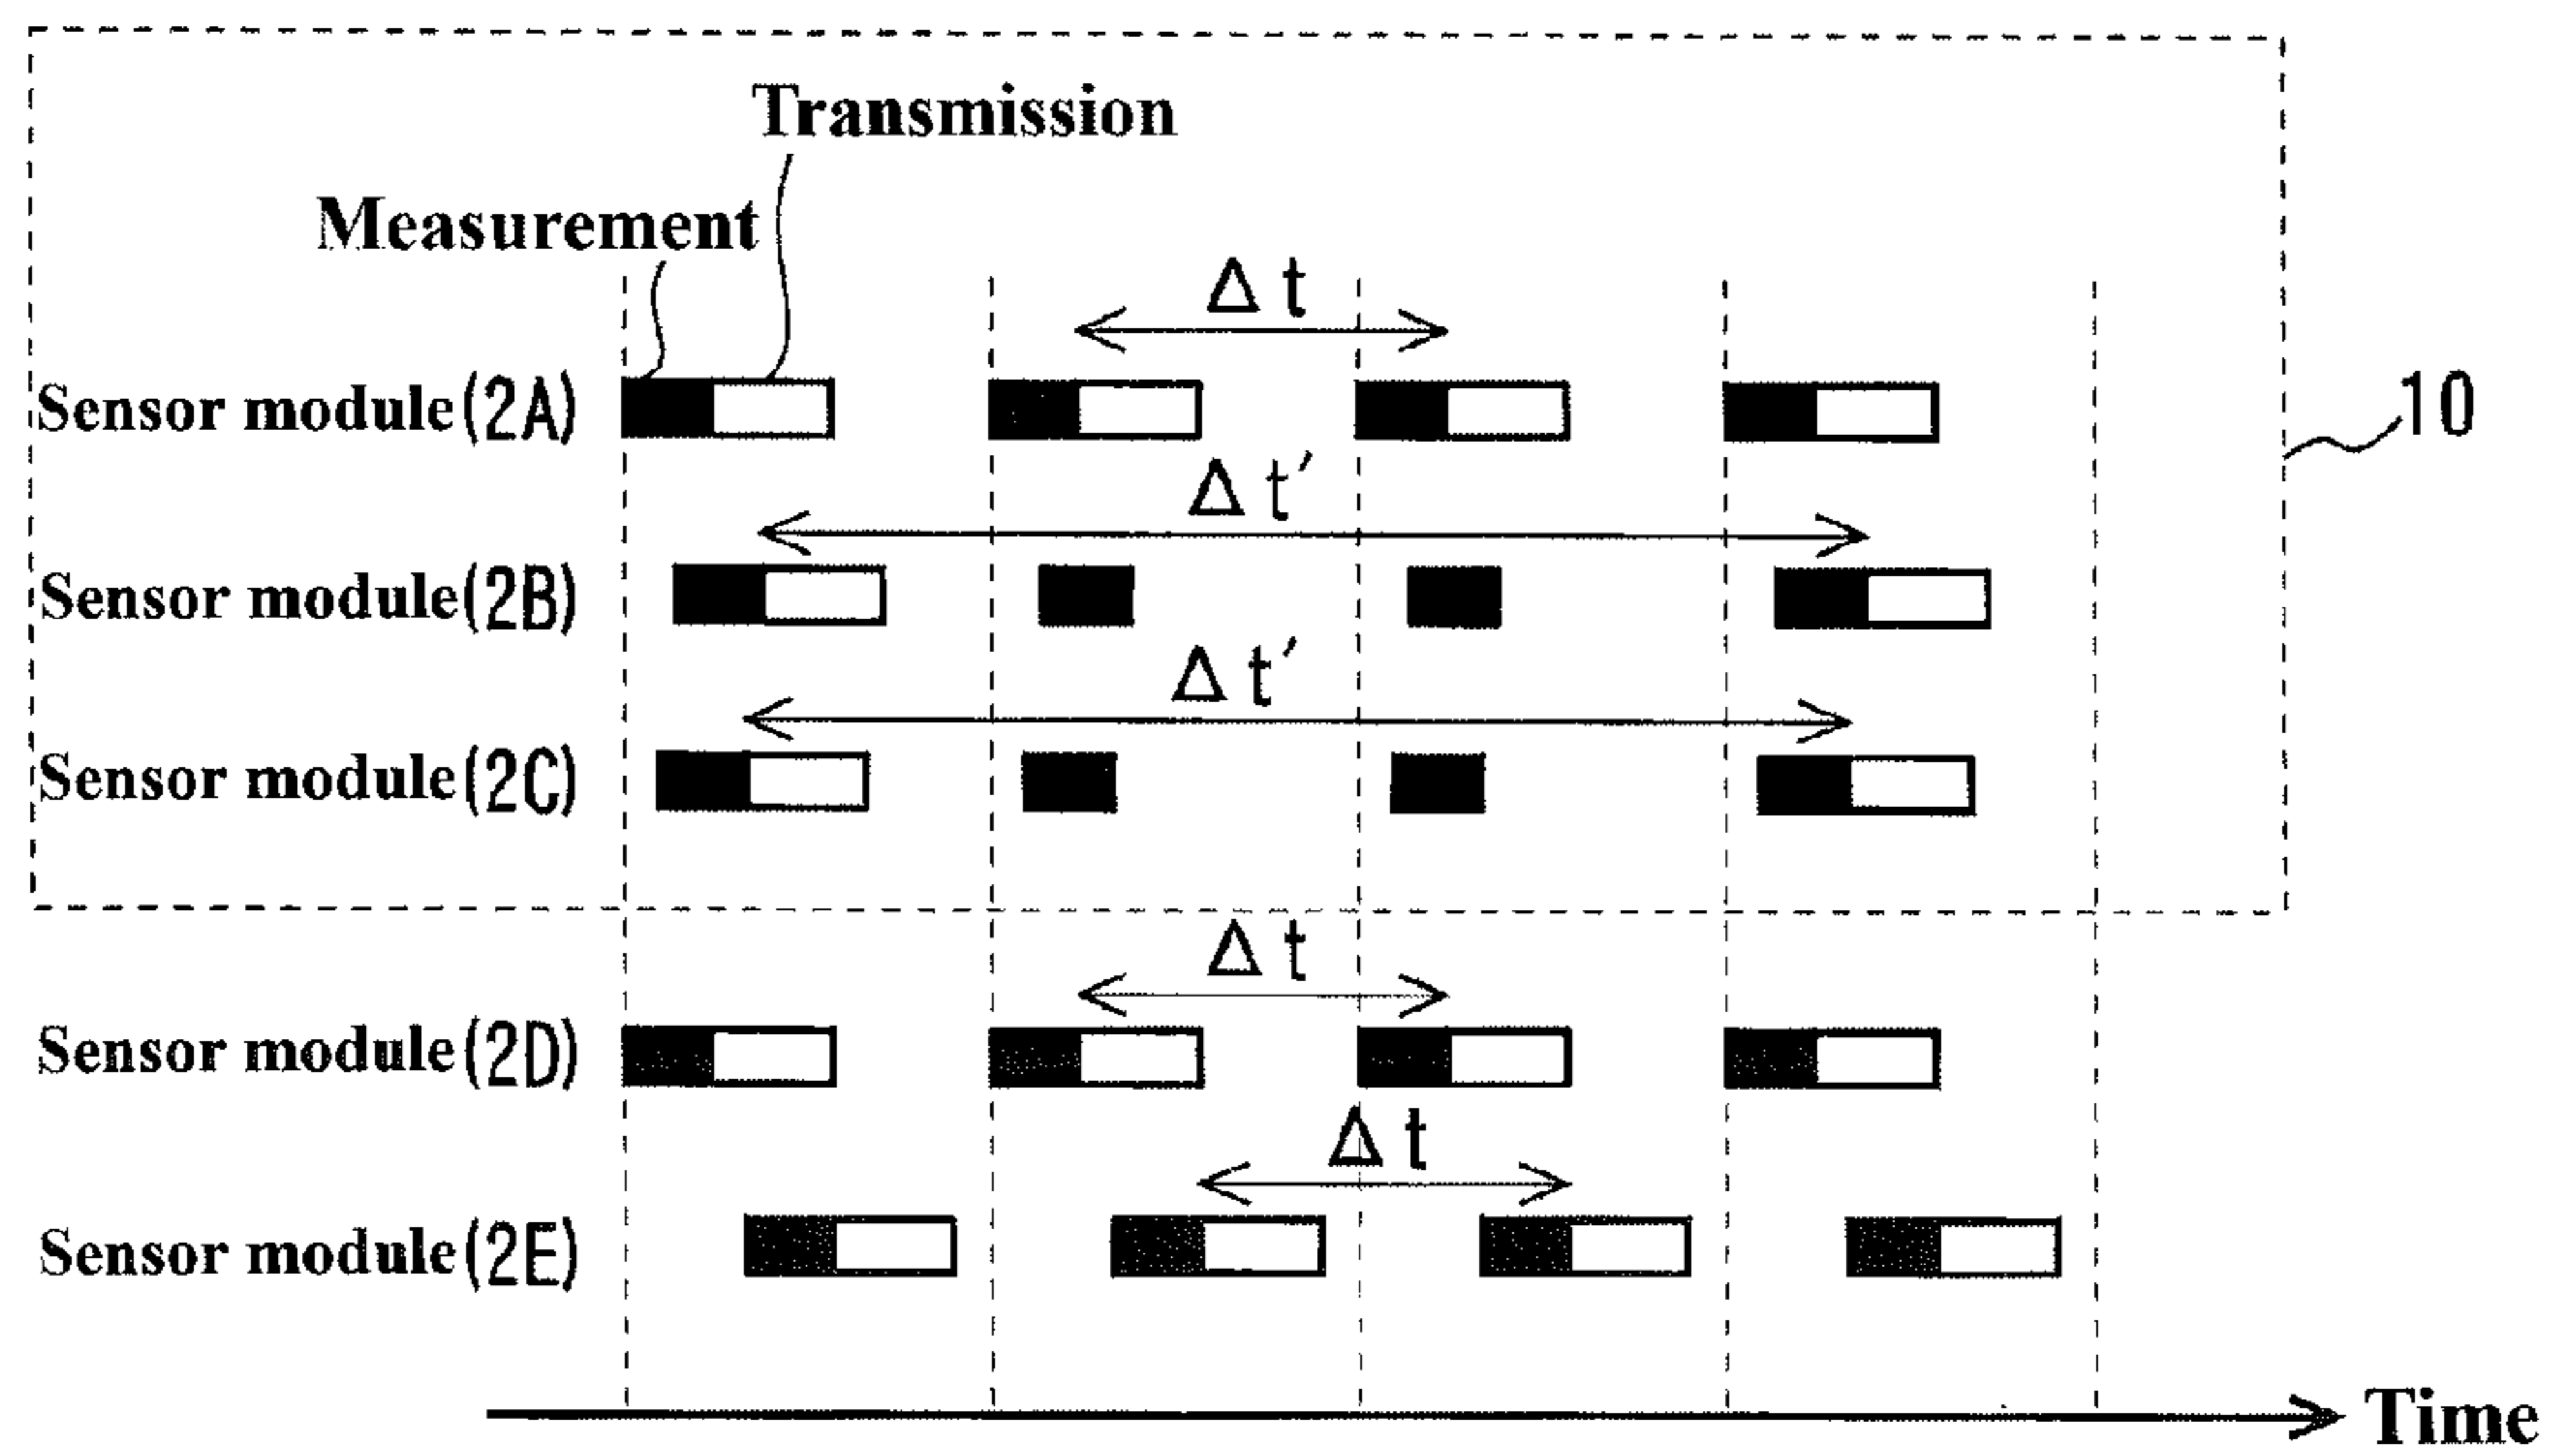 Transmission
Measurement
Δt
Sensor module(2A)
10
Δt′
Sensor module(2B)
Δt′
Sensor module(2C)
Δt
Sensor module(2D)
Δt
Sensor module(2E)
Time